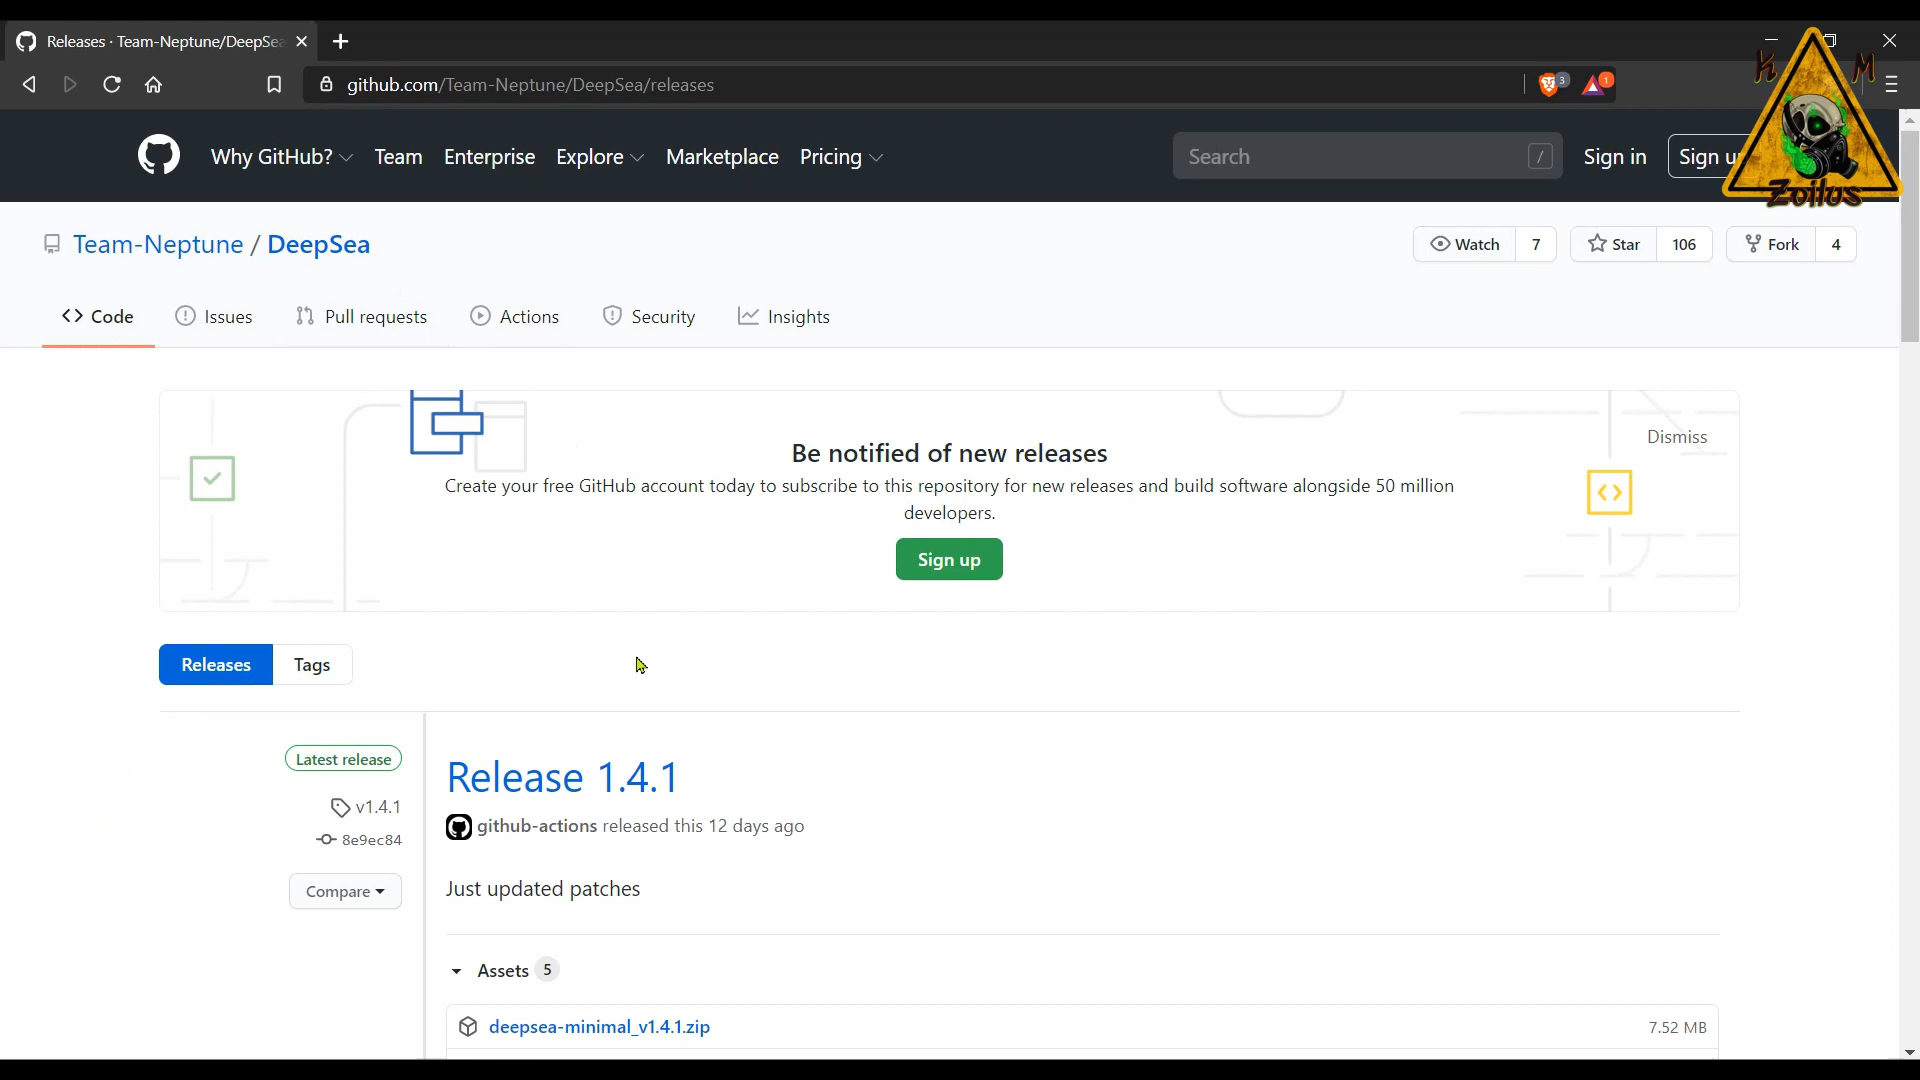 Releases · Team-Neptune/DeepSea
github.com/Team-Neptune/DeepSea/releases
3
1
K M
Zoilus
Why GitHub? Team Enterprise Explore Marketplace Pricing
Search /
Sign in
Sign u
Team-Neptune / DeepSea
Watch 7
Star 106
Fork 4
Code
Issues
Pull requests
Actions
Security
Insights
Be notified of new releases
Dismiss
Create your free GitHub account today to subscribe to this repository for new releases and build software alongside 50 million
developers.
Sign up
Releases
Tags
Latest release
v1.4.1
8e9ec84
Compare
Release 1.4.1
github-actions released this 12 days ago
Just updated patches
Assets 5
deepsea-minimal_v1.4.1.zip
7.52 MB